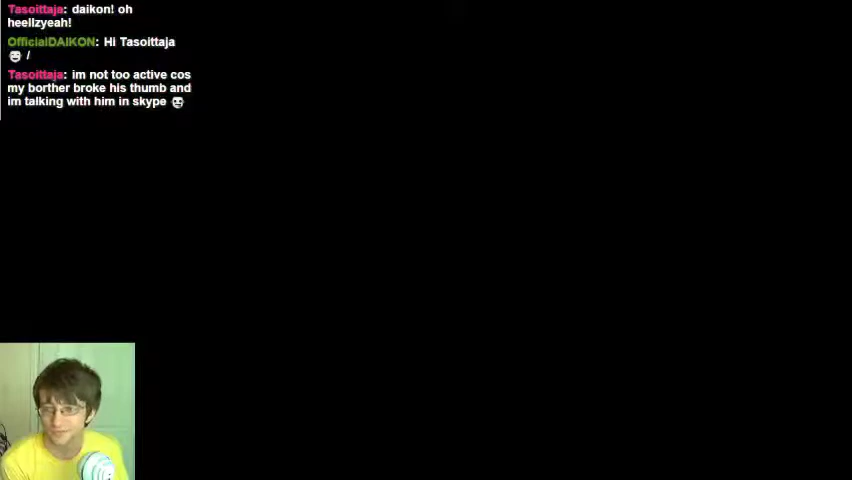 Tasoittaja: daikon! oh
heellzyeah!
OfficialDAIKON: Hi Tasoittaja
/
Tasoittaja: im not too active cos
my borther broke his thumb and
im talking with him in skype